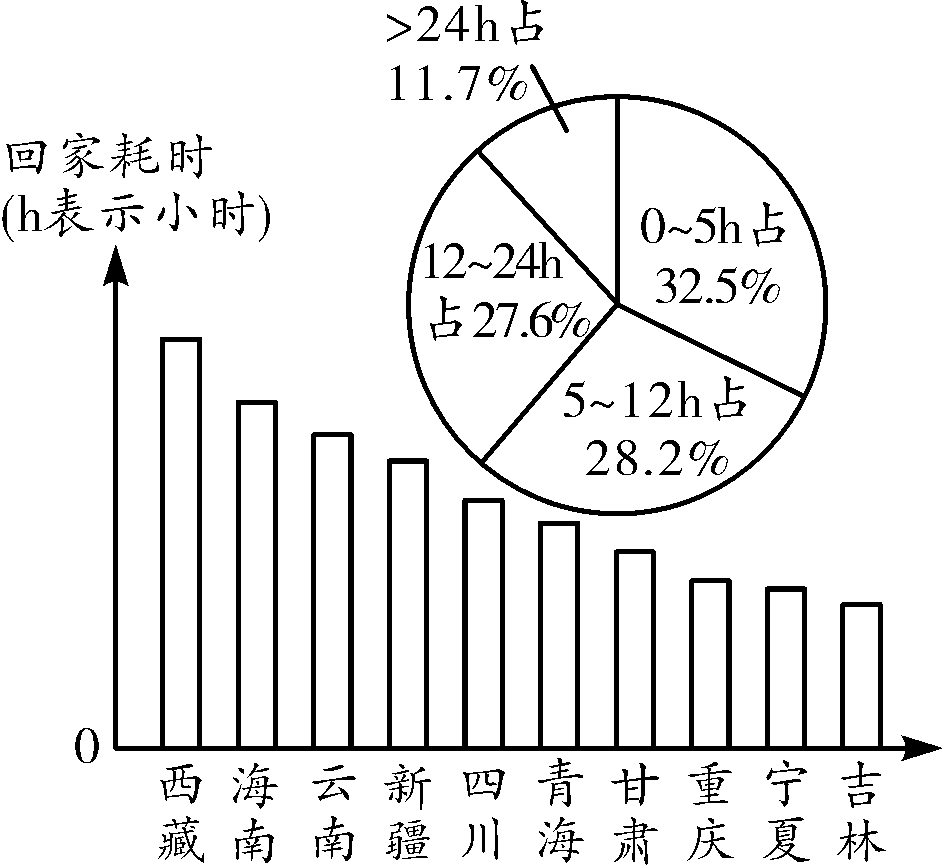 >24h占
11.7%
回家耗时
(h表示小时)
0~5h占
32.5%
12~24h
占27.6%
5~12h占
28.2%
0
西藏
海南
云南
新疆
四川
青海
甘肃
重庆
宁夏
吉林